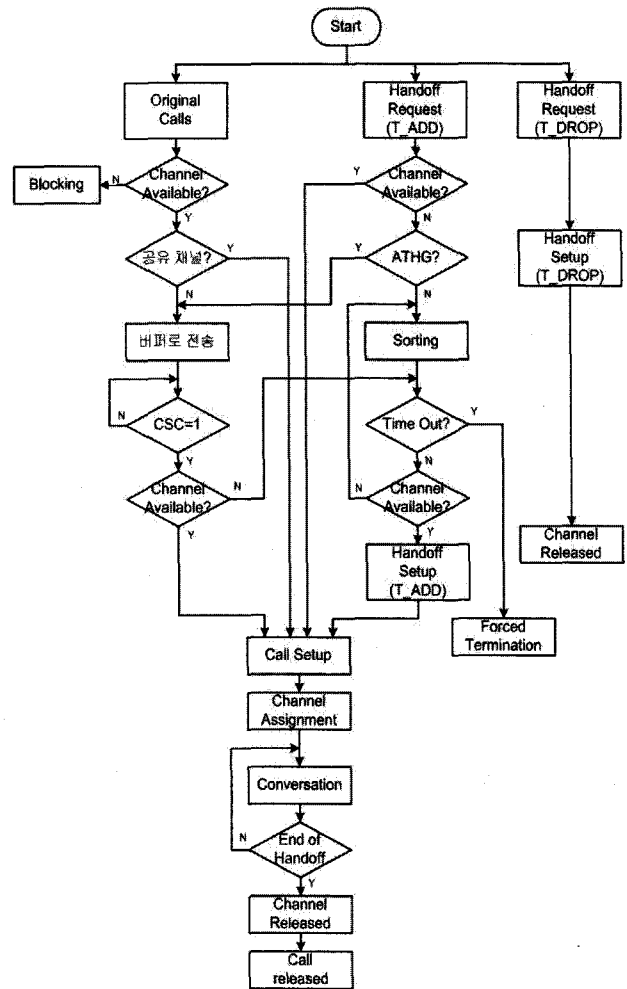 Start
Original
Calls
Handoff
Request
(T_ADD)
Handoff
Request
(T_DROP)
Blocking
N
Channel
Available?
Y
Y
Channel
Available?
N
공유 채널?
Y
N
Y
ATHG?
N
Handoff
Setup
(T_DROP)
버퍼로 전송
Sorting
N
CSC=1
Y
Time Out?
Y
N
Channel
Available?
N
Y
N
Channel
Available?
Y
Channel
Released
Handoff
Setup
(T_ADD)
Forced
Termination
Call Setup
Channel
Assignment
Conversation
N
End of
Handoff
Y
Channel
Released
Call
released